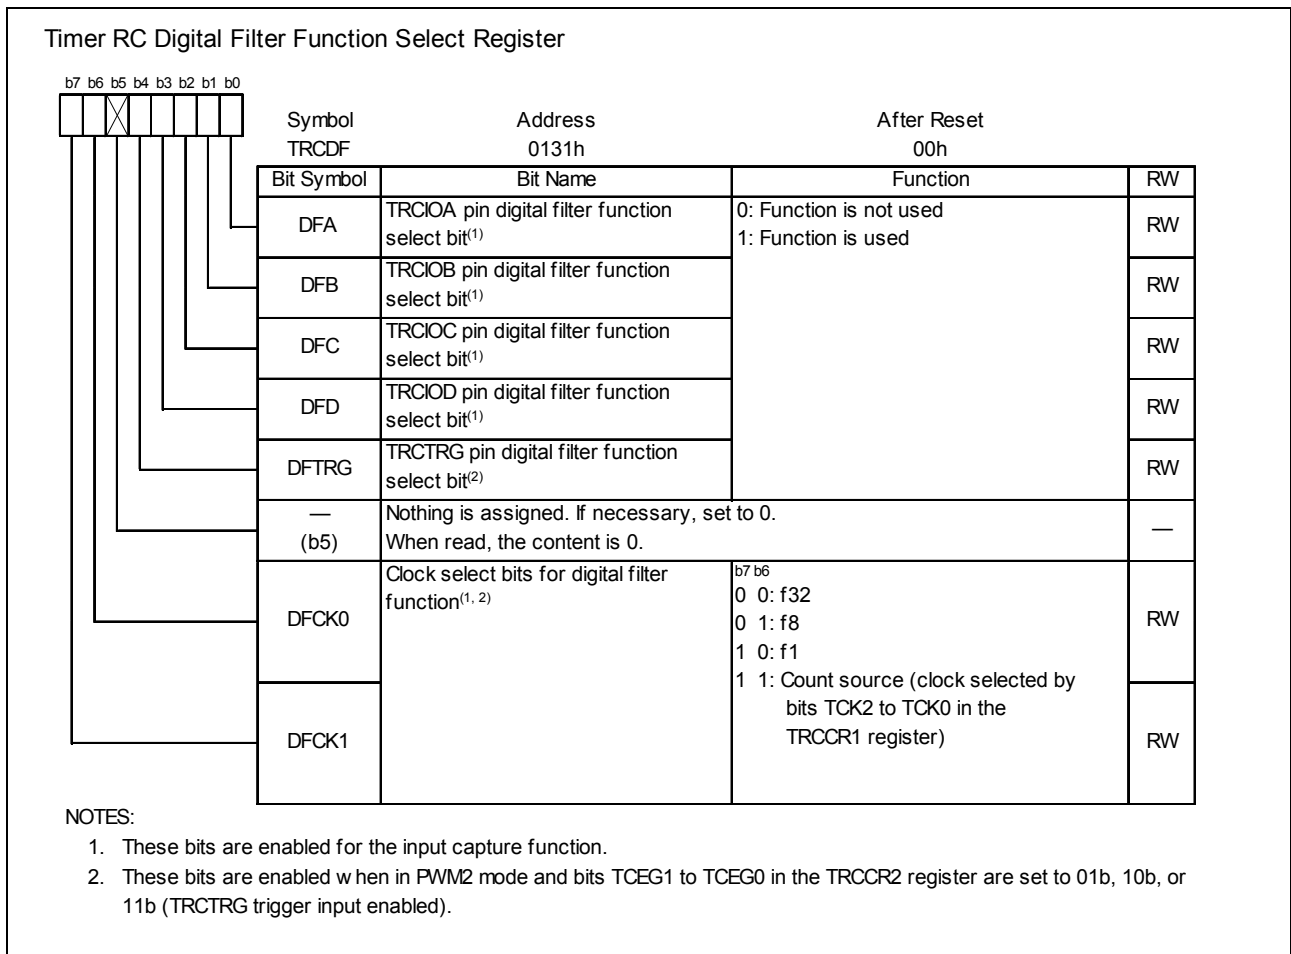 Timer RC Digital Filter Function Select Register
b7 b6 b5 b4 b3 b2 b1 b0
Symbol Address After Reset
TRCDF 0131h 00h
Bit Symbol Bit Name Function RW
DFA TRCIOA pin digital filter function
select bit(1) 0: Function is not used
1: Function is used RW
DFB TRCIOB pin digital filter function
select bit(1) RW
DFC TRCIOC pin digital filter function
select bit(1) RW
DFD TRCIOD pin digital filter function
select bit(1) RW
DFTRG TRCTRG pin digital filter function
select bit(2) RW
—
(b5) Nothing is assigned. If necessary, set to 0.
When read, the content is 0. —
DFCK0 Clock select bits for digital filter
function(1, 2) b7 b6
0 0: f32
0 1: f8
1 0: f1
1 1: Count source (clock selected by
bits TCK2 to TCK0 in the
TRCCR1 register) RW
DFCK1 RW
NOTES:
1. These bits are enabled for the input capture function.
2. These bits are enabled when in PWM2 mode and bits TCEG1 to TCEG0 in the TRCCR2 register are set to 01b, 10b, or
11b (TRCTRG trigger input enabled).